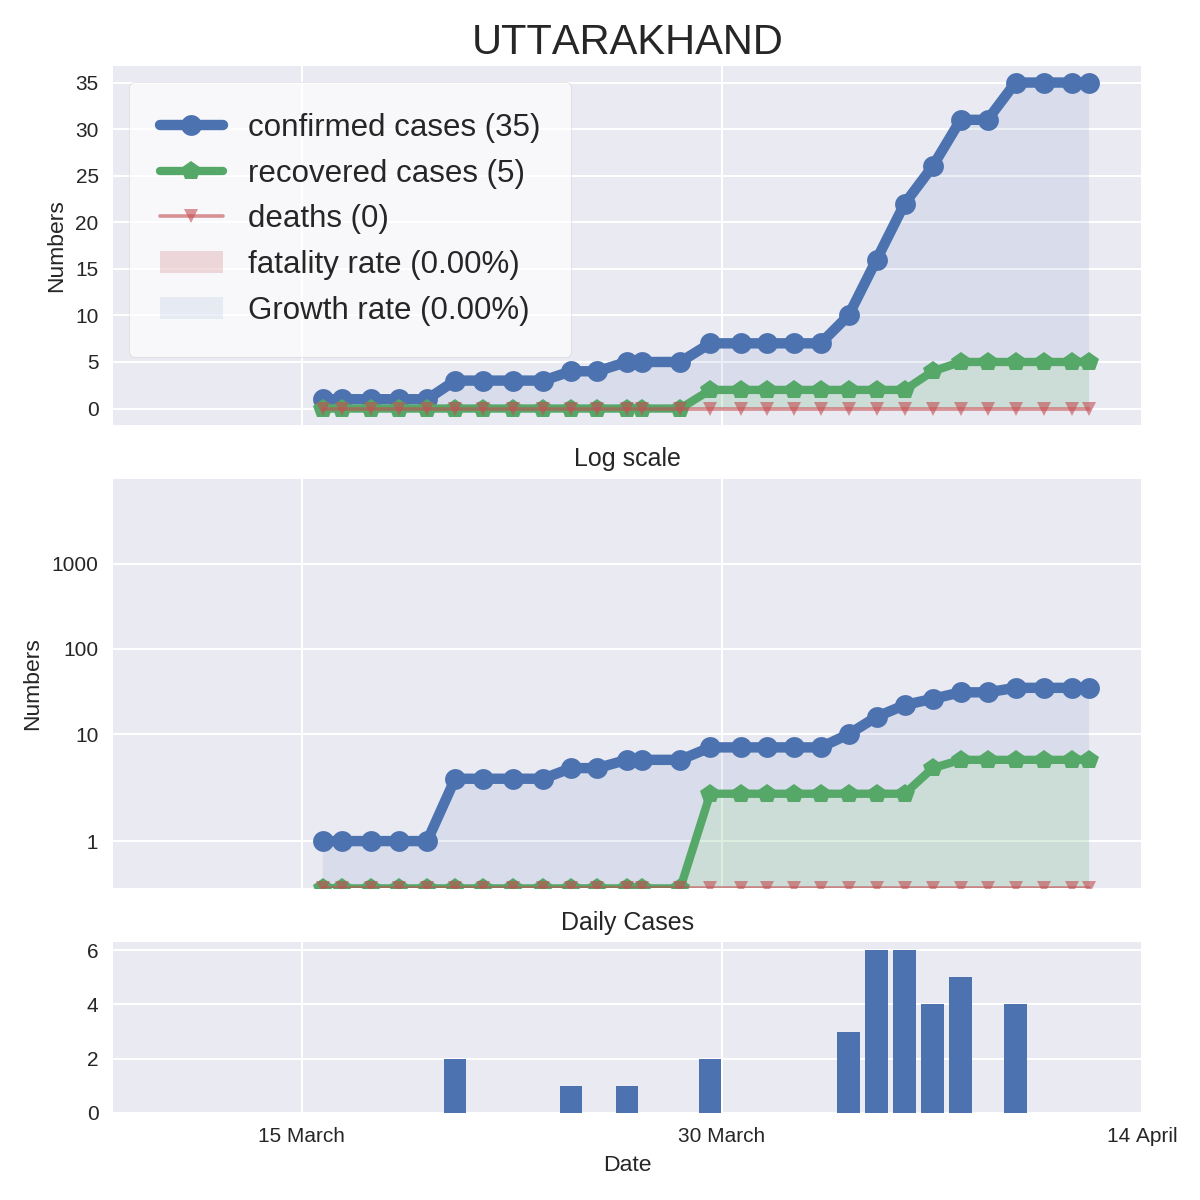 UTTARAKHAND
35
30
25
20
15
10
5
0
Numbers
confirmed cases (35)
recovered cases (5)
deaths (0)
fatality rate (0.00%)
Growth rate (0.00%)
Log scale
1000
100
10
1
Numbers
Daily Cases
6
4
2
0
15 March
30 March
14 April
Date